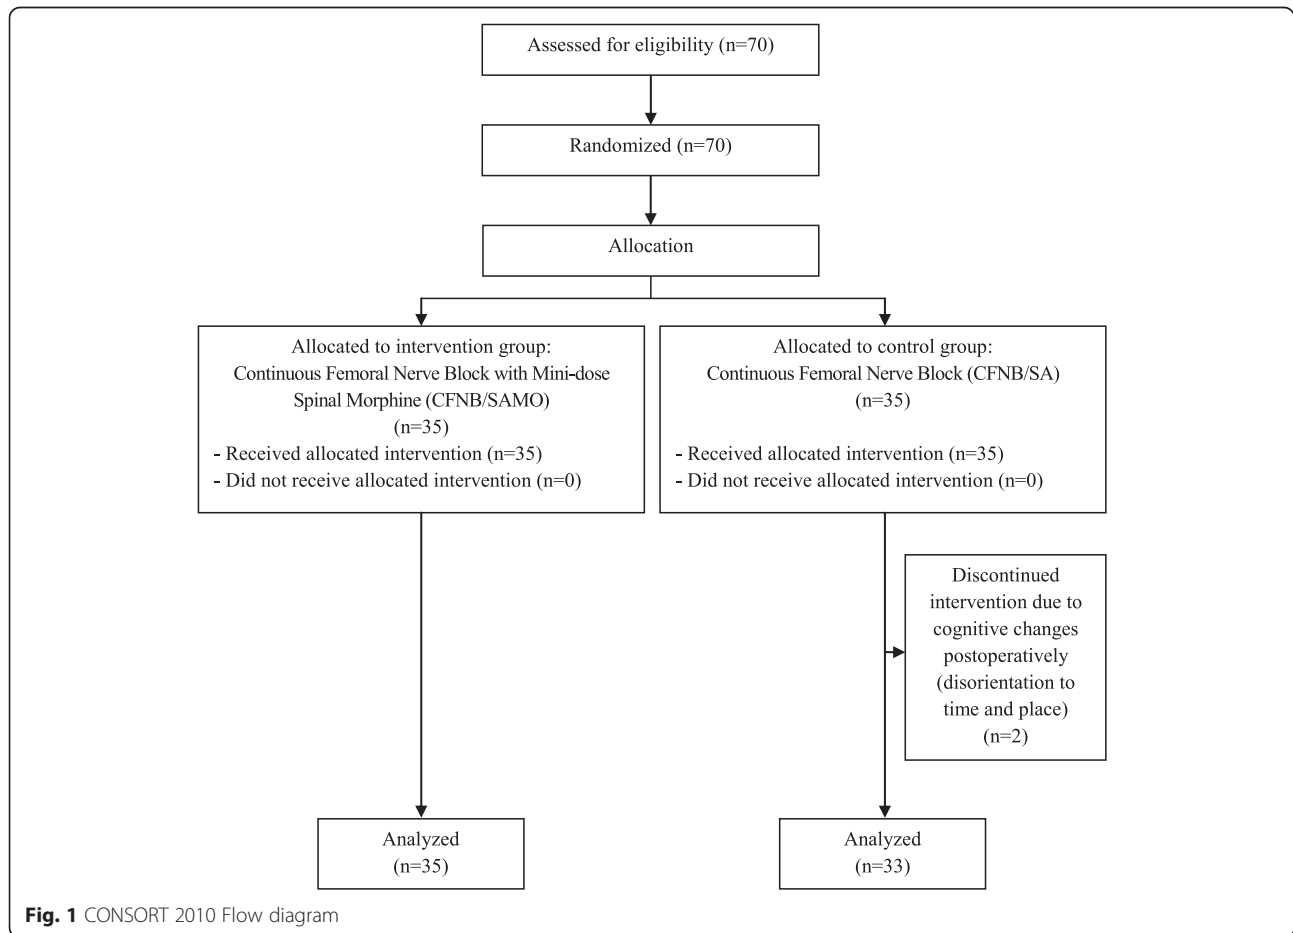 Assessed for eligibility (n=70)
Randomized (n=70)
Allocation
Allocated to intervention group:
Continuous Femoral Nerve Block with Mini-dose
Spinal Morphine (CFNB/SAMO)
(n=35)
- Received allocated intervention (n=35)
- Did not receive allocated intervention (n=0)
Allocated to control group:
Continuous Femoral Nerve Block (CFNB/SA)
(n=35)
- Received allocated intervention (n=35)
- Did not receive allocated intervention (n=0)
Discontinued
intervention due to
cognitive changes
postoperatively
(disorientation to
time and place)
(n=2)
Analyzed
(n=35)
Analyzed
(n=33)
Fig. 1 CONSORT 2010 Flow diagram